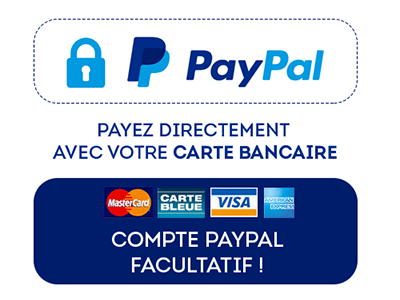 PayPal
PAYEZ DIRECTEMENT
AVEC VOTRE CARTE BANCAIRE
MasterCard CARTE BLEUE VISA AMERICAN EXPRESS
COMPTE PAYPAL
FACULTATIF !